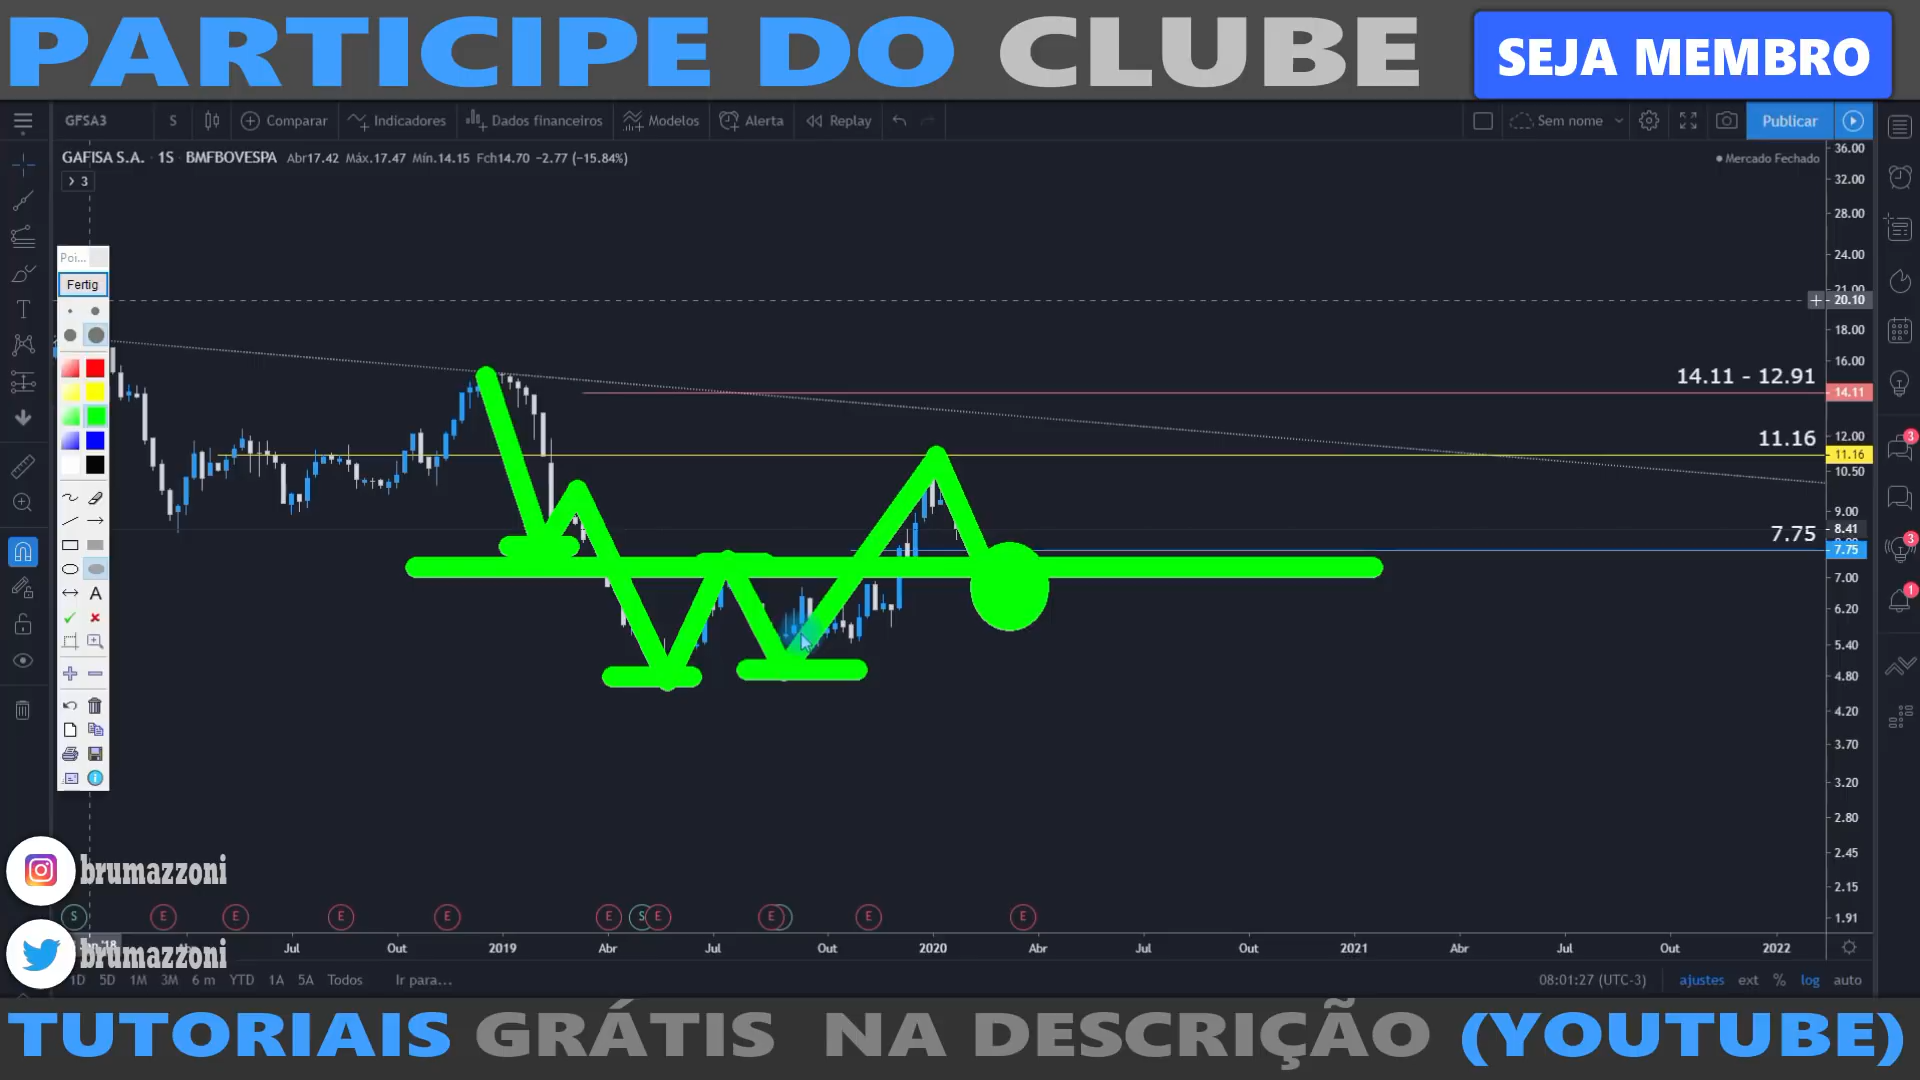 PARTICIPE DO CLUBE
SEJA MEMBRO
GFSA3
S
Comparar
Indicadores
Dados financeiros
Modelos
Alerta
Replay
Sem nome
Publicar
GAFISA S.A. 1S BMFBOVESPA Abr17.42 Máx.17.47 Mín.14.15 Fch14.70 −2.77 (−15.84%)
Mercado Fechado
3
Poi...
Fertig
A
36.00
32.00
28.00
24.00
20.10
18.00
16.00
14.11 - 12.91
14.11
11.16
12.00
11.16
10.50
9.00
7.75
8.41
7.75
7.00
6.20
5.40
4.80
4.20
3.70
3.20
2.80
2.45
2.15
1.91
3
3
1
brumazzoni
S
E
E
E
E
E
S
E
E
E
E
Jul
Out
2019
Abr
Jul
Out
2020
Abr
Jul
Out
2021
Abr
Jul
Out
2022
brumazzoni
1D
5D
1M
3M
6 m
YTD
1A
5A
Todos
Ir para...
08:01:27 (UTC-3)
ajustes
ext
%
log
auto
TUTORIAIS GRÁTIS NA DESCRIÇÃO (YOUTUBE)